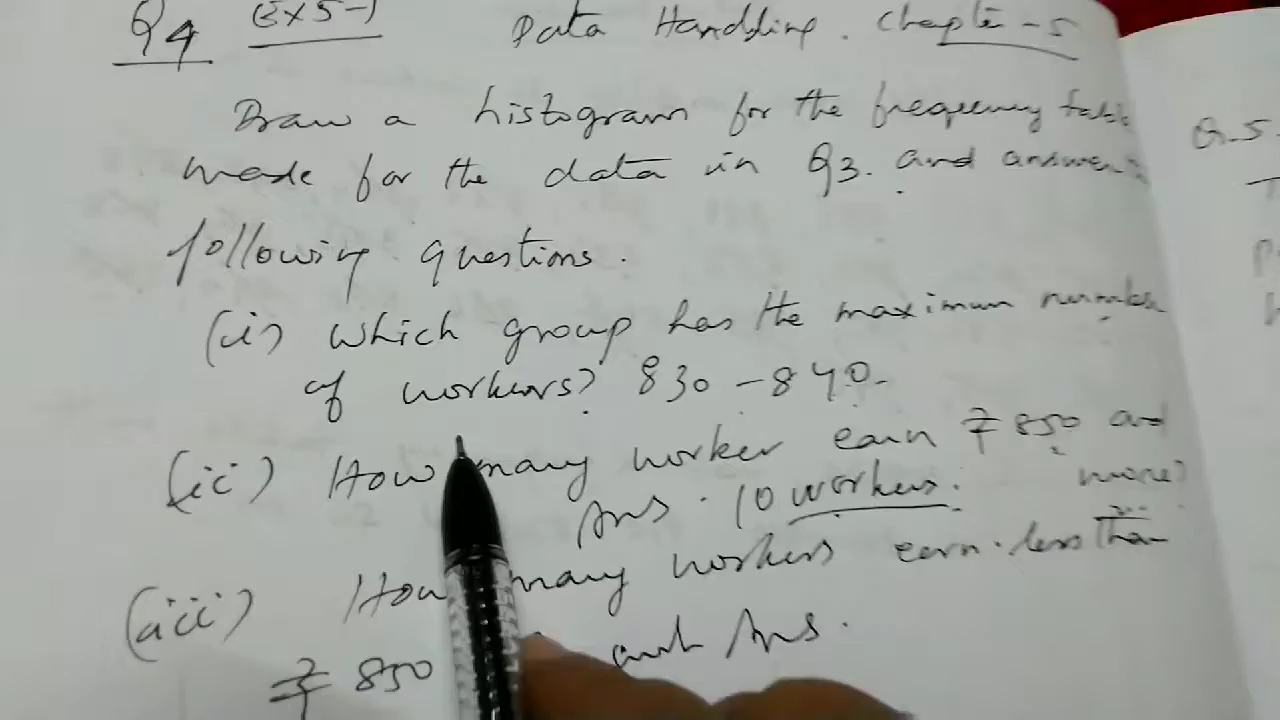 Q4 Ex 5-1 Data Handling. Chapter-5
Draw a histogram for the frequency table
made for the data in Q3. and answer
following questions.
(i) Which group has the maximum number
of workers? 830-840.
(ii) How many worker earn ₹ 850 and
more?
Ans. 10 workers.
(iii) How many workers earn less than
₹ 850 Ans.
Q.5.